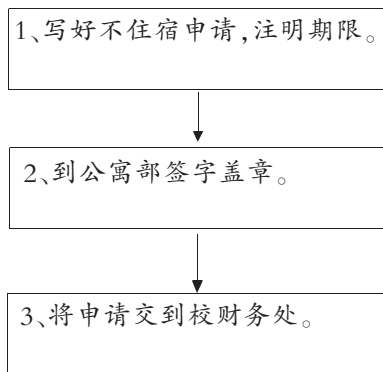 1、写好不住宿申请,注明期限。
2、到公寓部签字盖章。
3、将申请交到校财务处。